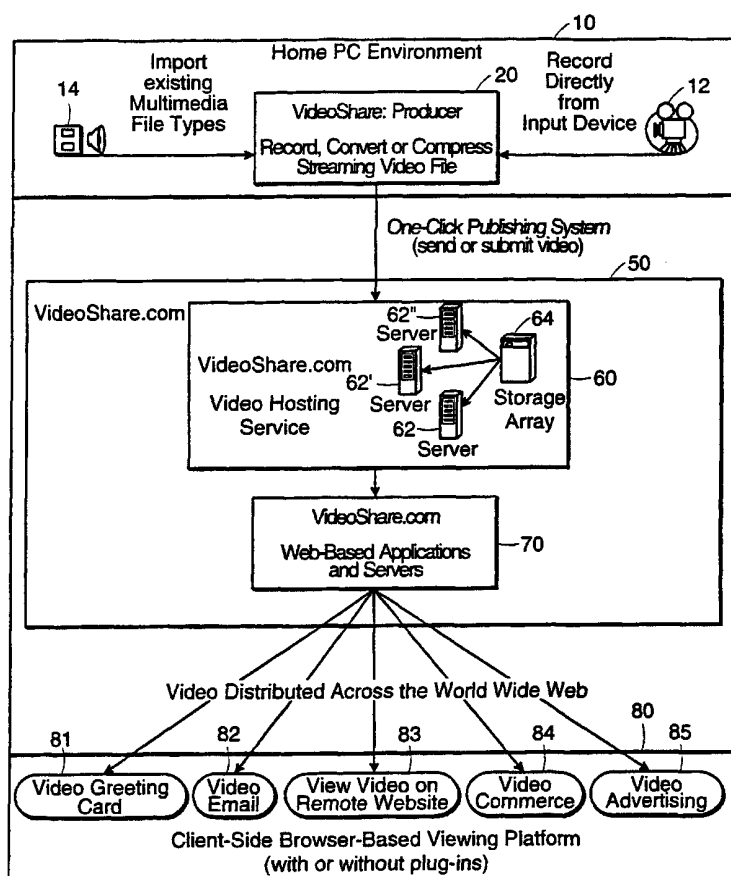 10
Home PC Environment
Import
existing
Multimedia
File Types
14
20
VideoShare: Producer
Record, Convert or Compress
Streaming Video File
Record
Directly
from
Input Device
12
One-Click Publishing System
(send or submit video)
50
VideoShare.com
VideoShare.com
Video Hosting
Service
62"
Server
62'
Server
62
Server
64
Storage
Array
60
VideoShare.com
Web-Based Applications
and Servers
70
Video Distributed Across the World Wide Web
80
81
Video Greeting
Card
82
Video
Email
83
View Video on
Remote Website
84
Video
Commerce
85
Video
Advertising
Client-Side Browser-Based Viewing Platform
(with or without plug-ins)